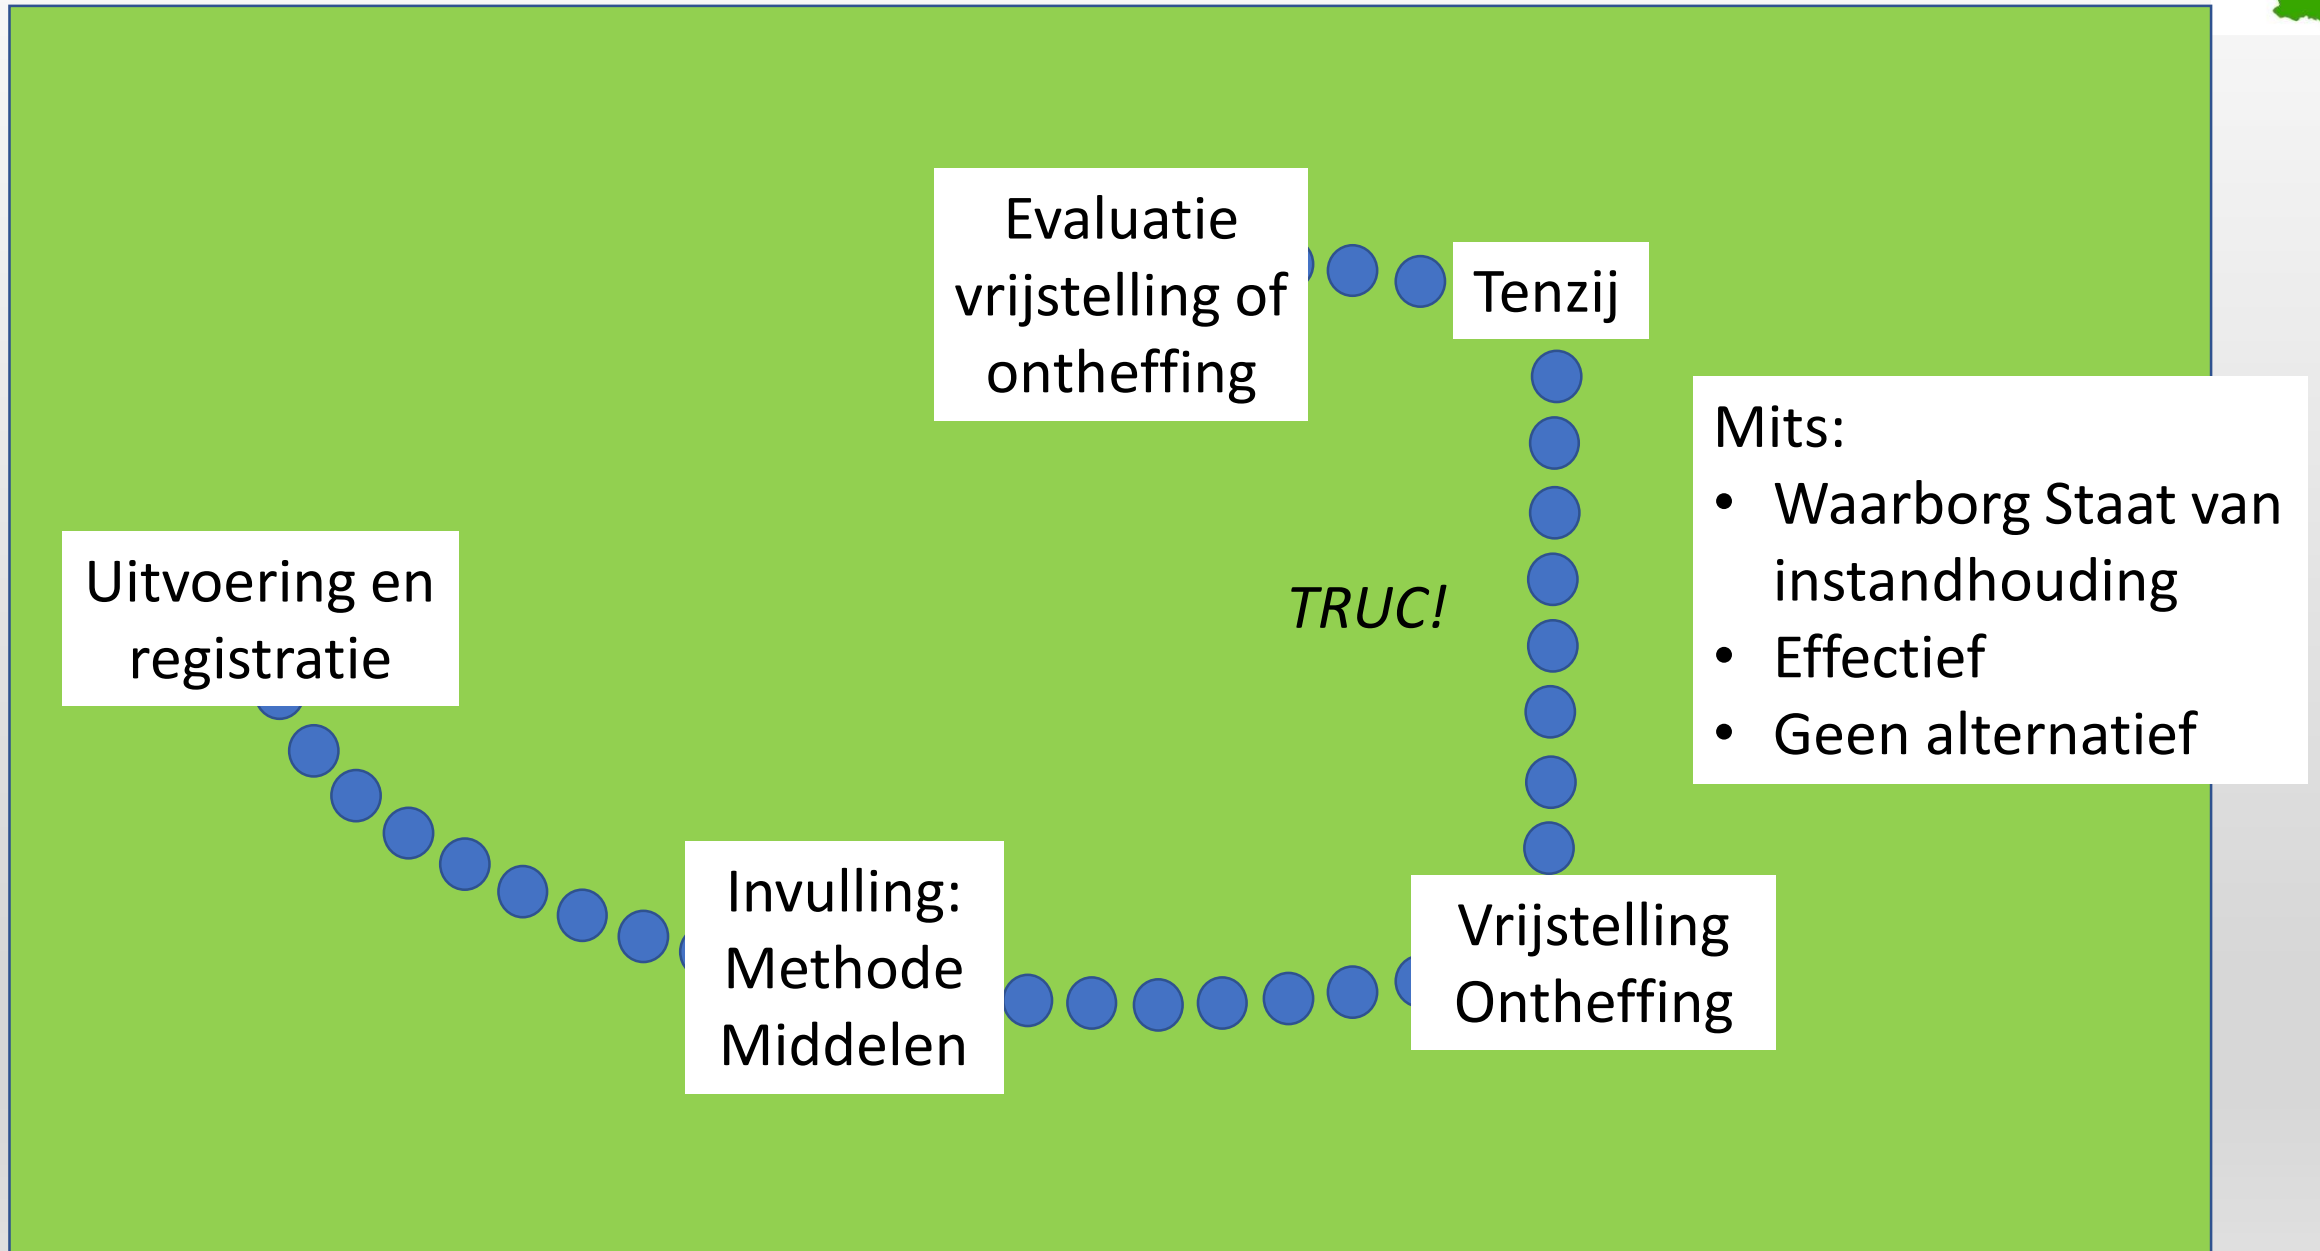 Evaluatie
vrijstelling of
ontheffing
Tenzij
Mits:
• Waarborg Staat van
instandhouding
• Effectief
• Geen alternatief
TRUC!
Uitvoering en
registratie
Invulling:
Methode
Middelen
Vrijstelling
Ontheffing